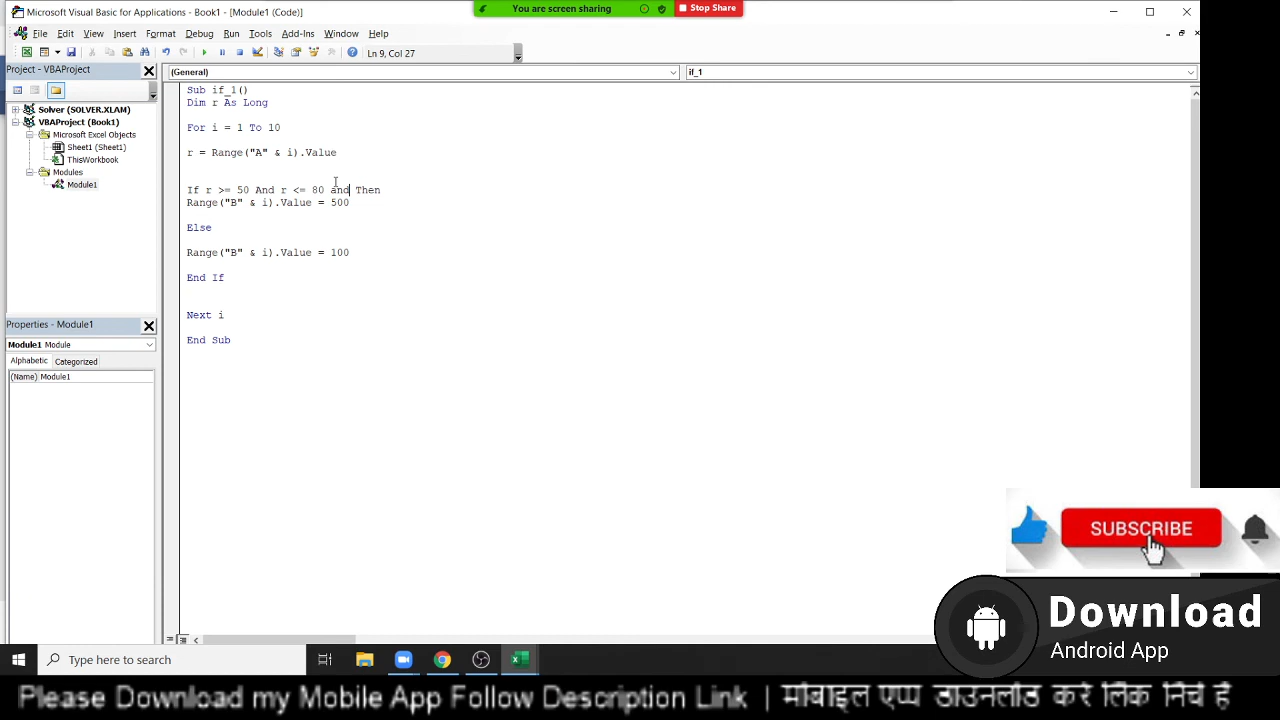 You are screen sharing
Stop Share
Microsoft Visual Basic for Applications - Book1 - [Module1 (Code)]
File Edit View Insert Format Debug Run Tools Add-Ins Window Help
Ln 9, Col 27
Project - VBAProject
(General)
if_1
Solver (SOLVER.XLAM)
VBAProject (Book1)
Microsoft Excel Objects
Sheet1 (Sheet1)
ThisWorkbook
Modules
Module1
Sub if_1()
Dim r As Long
For i = 1 To 10
r = Range("A" & i).Value
If r >= 50 And r <= 80 and Then
Range("B" & i).Value = 500
Else
Range("B" & i).Value = 100
End If
Next i
End Sub
Properties - Module1
Module1 Module
Alphabetic Categorized
(Name) Module1
SUBSCRIBE
Download
Android App
Type here to search
Please Download my Mobile App Follow Description Link | मोबाइल एप्प डाउनलोड करे लिंक निचे है